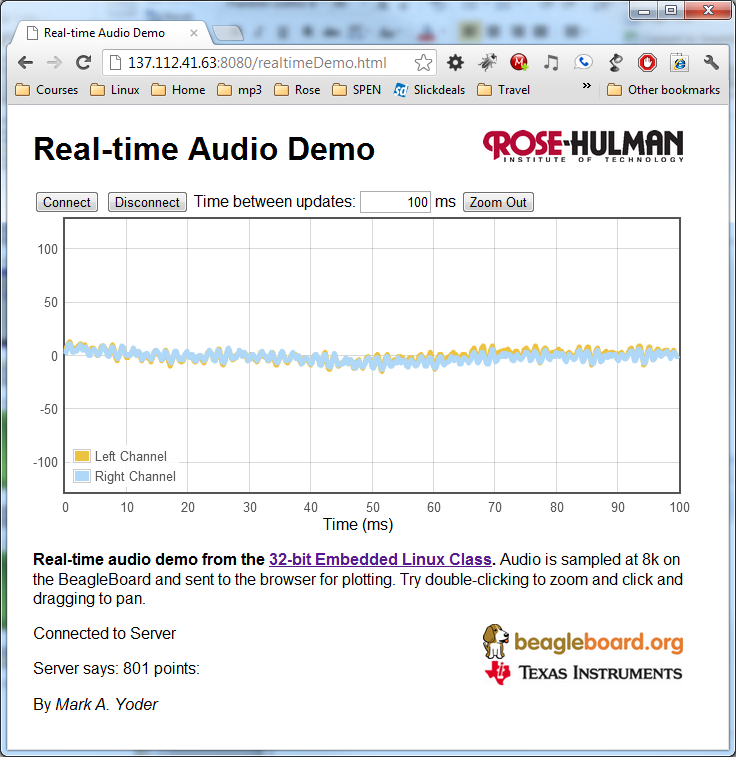 Real-time Audio Demo
137.112.41.63:8080/realtimeDemo.html
Courses Linux Home mp3 Rose SPEN Slickdeals Travel » Other bookmarks
Real-time Audio Demo
ROSE-HULMAN
INSTITUTE OF TECHNOLOGY
Connect Disconnect Time between updates: 100 ms Zoom Out
100
50
0
-50
-100
Left Channel
Right Channel
0 10 20 30 40 50 60 70 80 90 100
Time (ms)
Real-time audio demo from the 32-bit Embedded Linux Class. Audio is sampled at 8k on
the BeagleBoard and sent to the browser for plotting. Try double-clicking to zoom and click and
dragging to pan.
Connected to Server
beagleboard.org
Server says: 801 points:
TEXAS INSTRUMENTS
By Mark A. Yoder